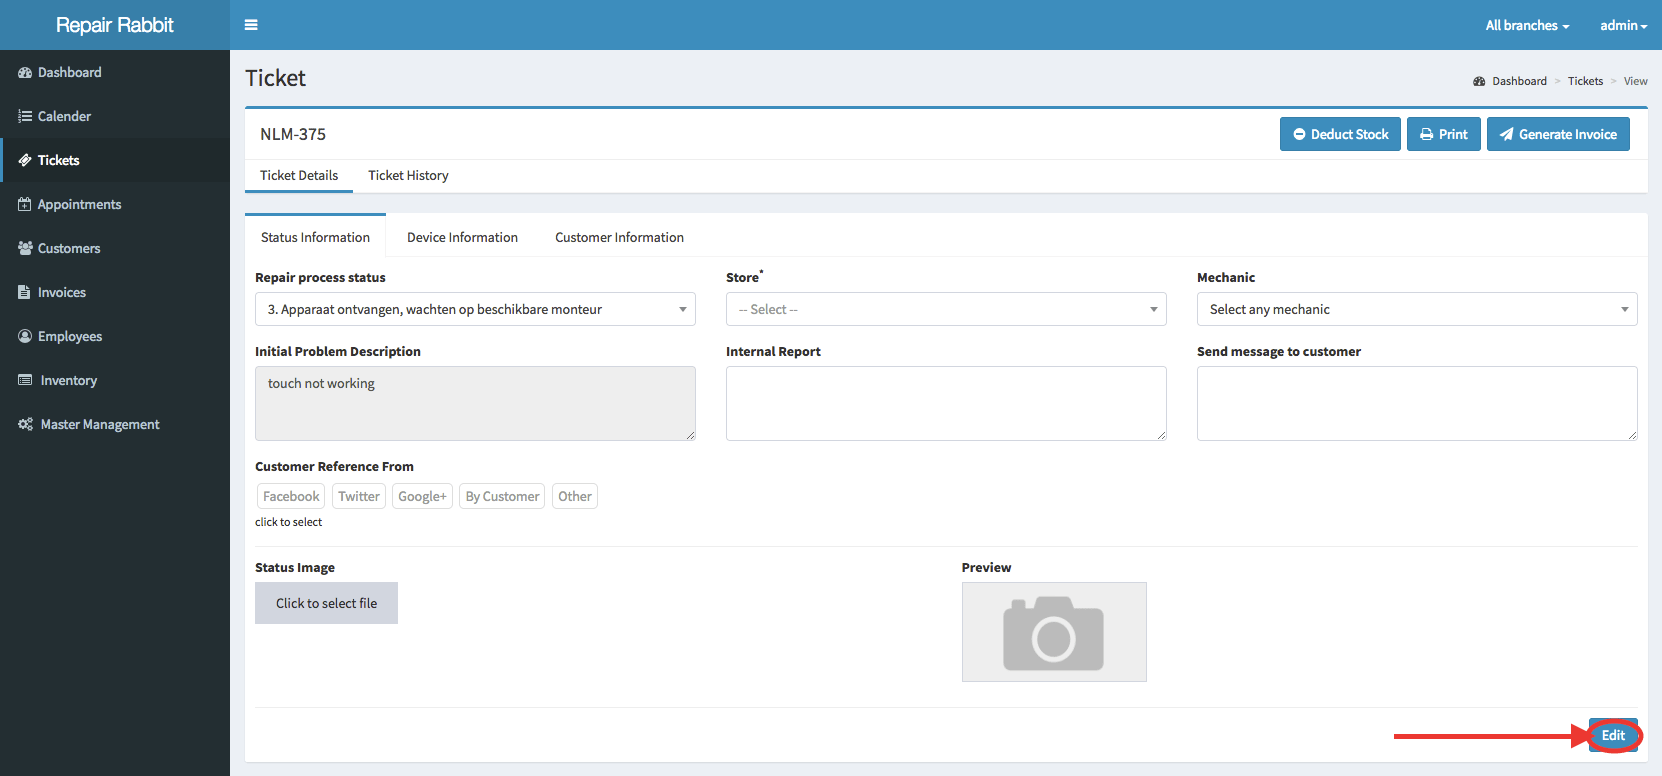 Repair Rabbit
All branches
admin
Dashboard
Calender
Tickets
Appointments
Customers
Invoices
Employees
Inventory
Master Management
Ticket
Dashboard > Tickets > View
NLM-375
Deduct Stock
Print
Generate Invoice
Ticket Details
Ticket History
Status Information
Device Information
Customer Information
Repair process status
3. Apparaat ontvangen, wachten op beschikbare monteur
Store*
-- Select --
Mechanic
Select any mechanic
Initial Problem Description
touch not working
Internal Report
Send message to customer
Customer Reference From
Facebook
Twitter
Google+
By Customer
Other
click to select
Status Image
Click to select file
Preview
Edit